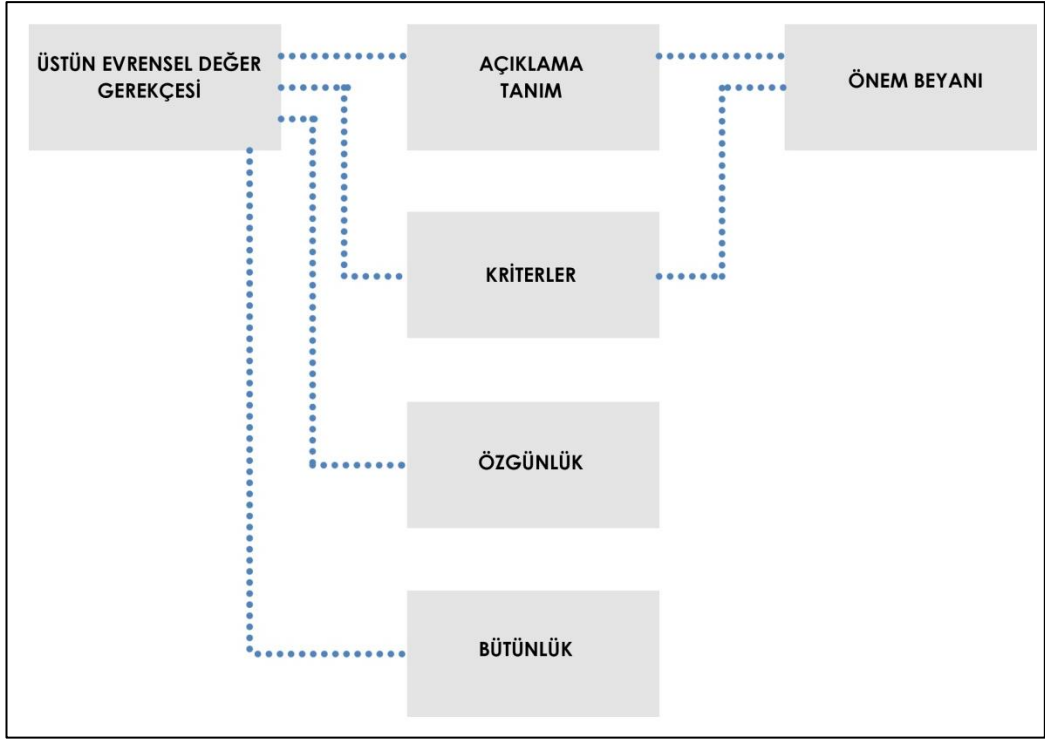 ÜSTÜN EVRENSEL DEĞER
GEREKÇESİ
AÇIKLAMA
TANIM
ÖNEM BEYANI
KRİTERLER
ÖZGÜNLÜK
BÜTÜNLÜK